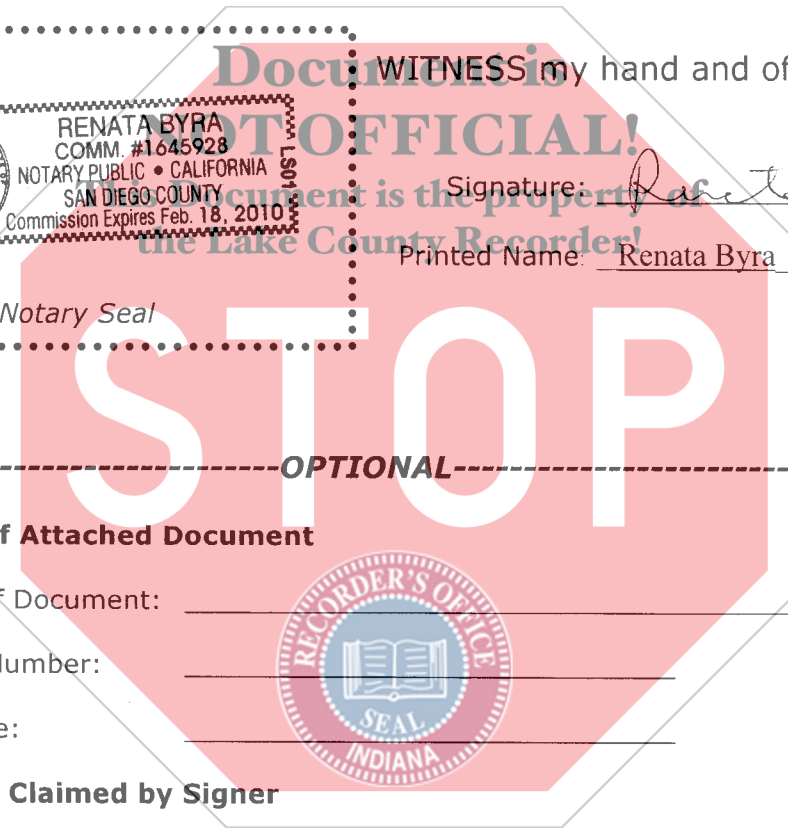 Document is
NOT OFFICIAL!
This Document is the property of
the Lake County Recorder!
WITNESS my hand and of
RENATA BYRA
COMM. #1645928
NOTARY PUBLIC • CALIFORNIA
SAN DIEGO COUNTY
Commission Expires Feb. 18, 2010
LS01
Signature:
Printed Name: Renata Byra
Notary Seal
STOP
OPTIONAL
f Attached Document
f Document:
Number:
e:
Claimed by Signer
RECORDER'S OFFICE
SEAL
INDIANA